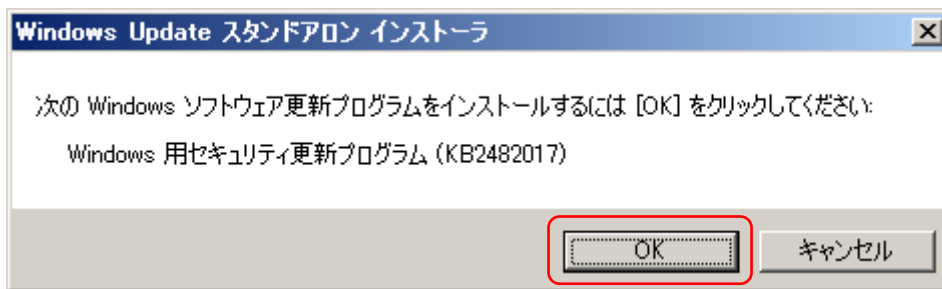 Windows Update スタンドアロン インストーラ
次の Windows ソフトウェア更新プログラムをインストールするには [OK] をクリックしてください:
Windows 用セキュリティ更新プログラム (KB2482017)
OK キャンセル